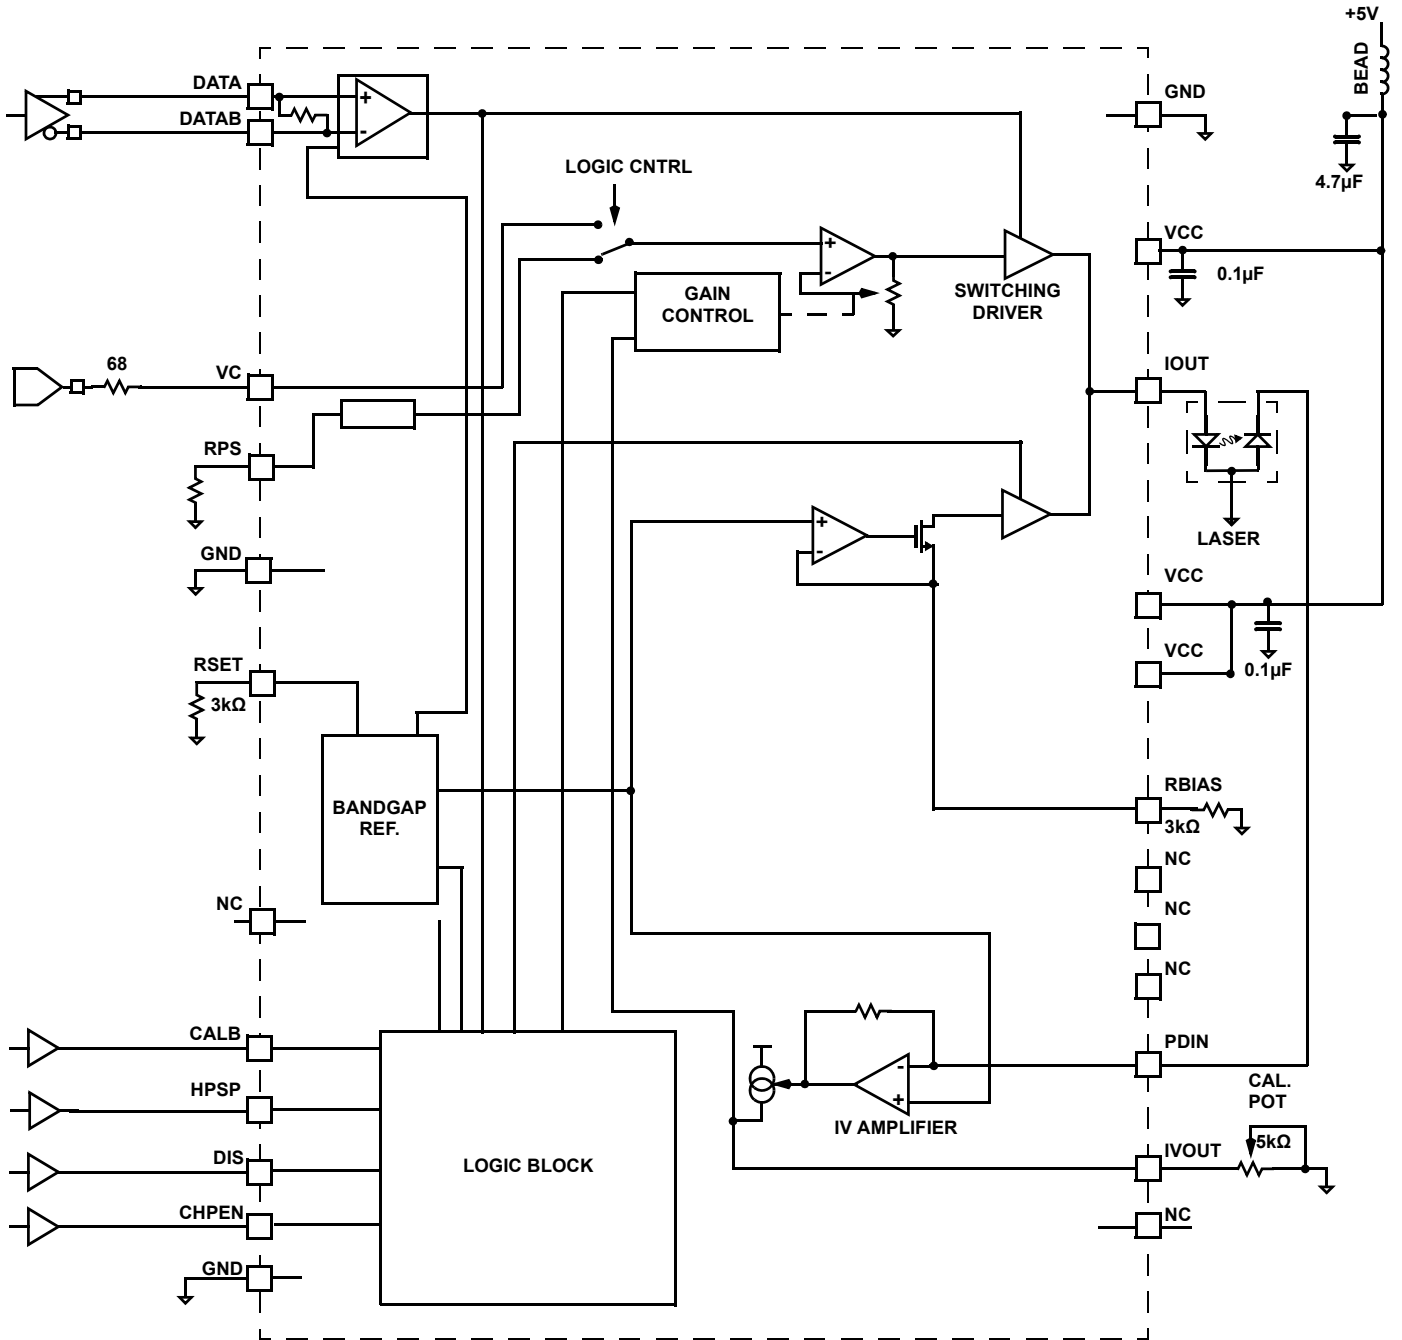 +5V
BEAD
DATA
GND
DATAB
LOGIC CNTRL
4.7µF
+
-
VCC
+
-
0.1µF
GAIN
CONTROL
SWITCHING
DRIVER
68
VC
IOUT
RPS
+
-
LASER
GND
VCC
RSET
VCC
3kΩ
0.1µF
RBIAS
BANDGAP
REF.
3kΩ
NC
NC
NC
NC
CALB
PDIN
-
+
CAL.
POT
HPSP
IV AMPLIFIER
5kΩ
DIS
LOGIC BLOCK
IVOUT
CHPEN
NC
GND